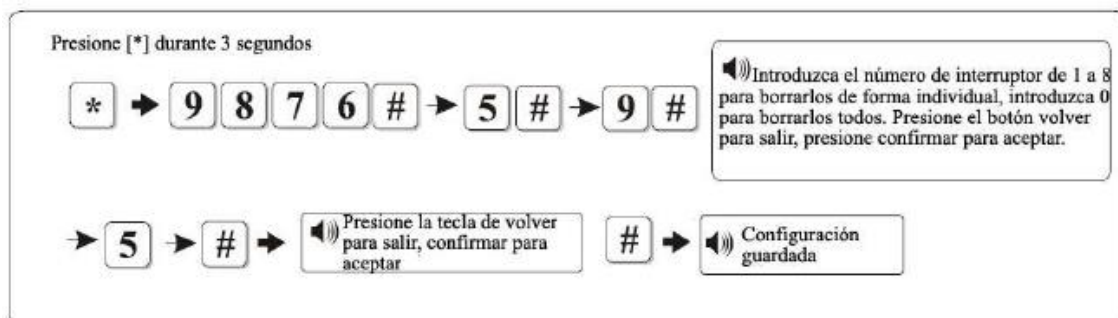 Presione [*] durante 3 segundos
* 9 8 7 6 # 5 # 9 #
Introduzca el número de interruptor de 1 a 8
para borrarlos de forma individual, introduzca 0
para borrarlos todos. Presione el botón volver
para salir, presione confirmar para aceptar.
5 #
Presione la tecla de volver
para salir, confirmar para
aceptar
#
Configuración
guardada